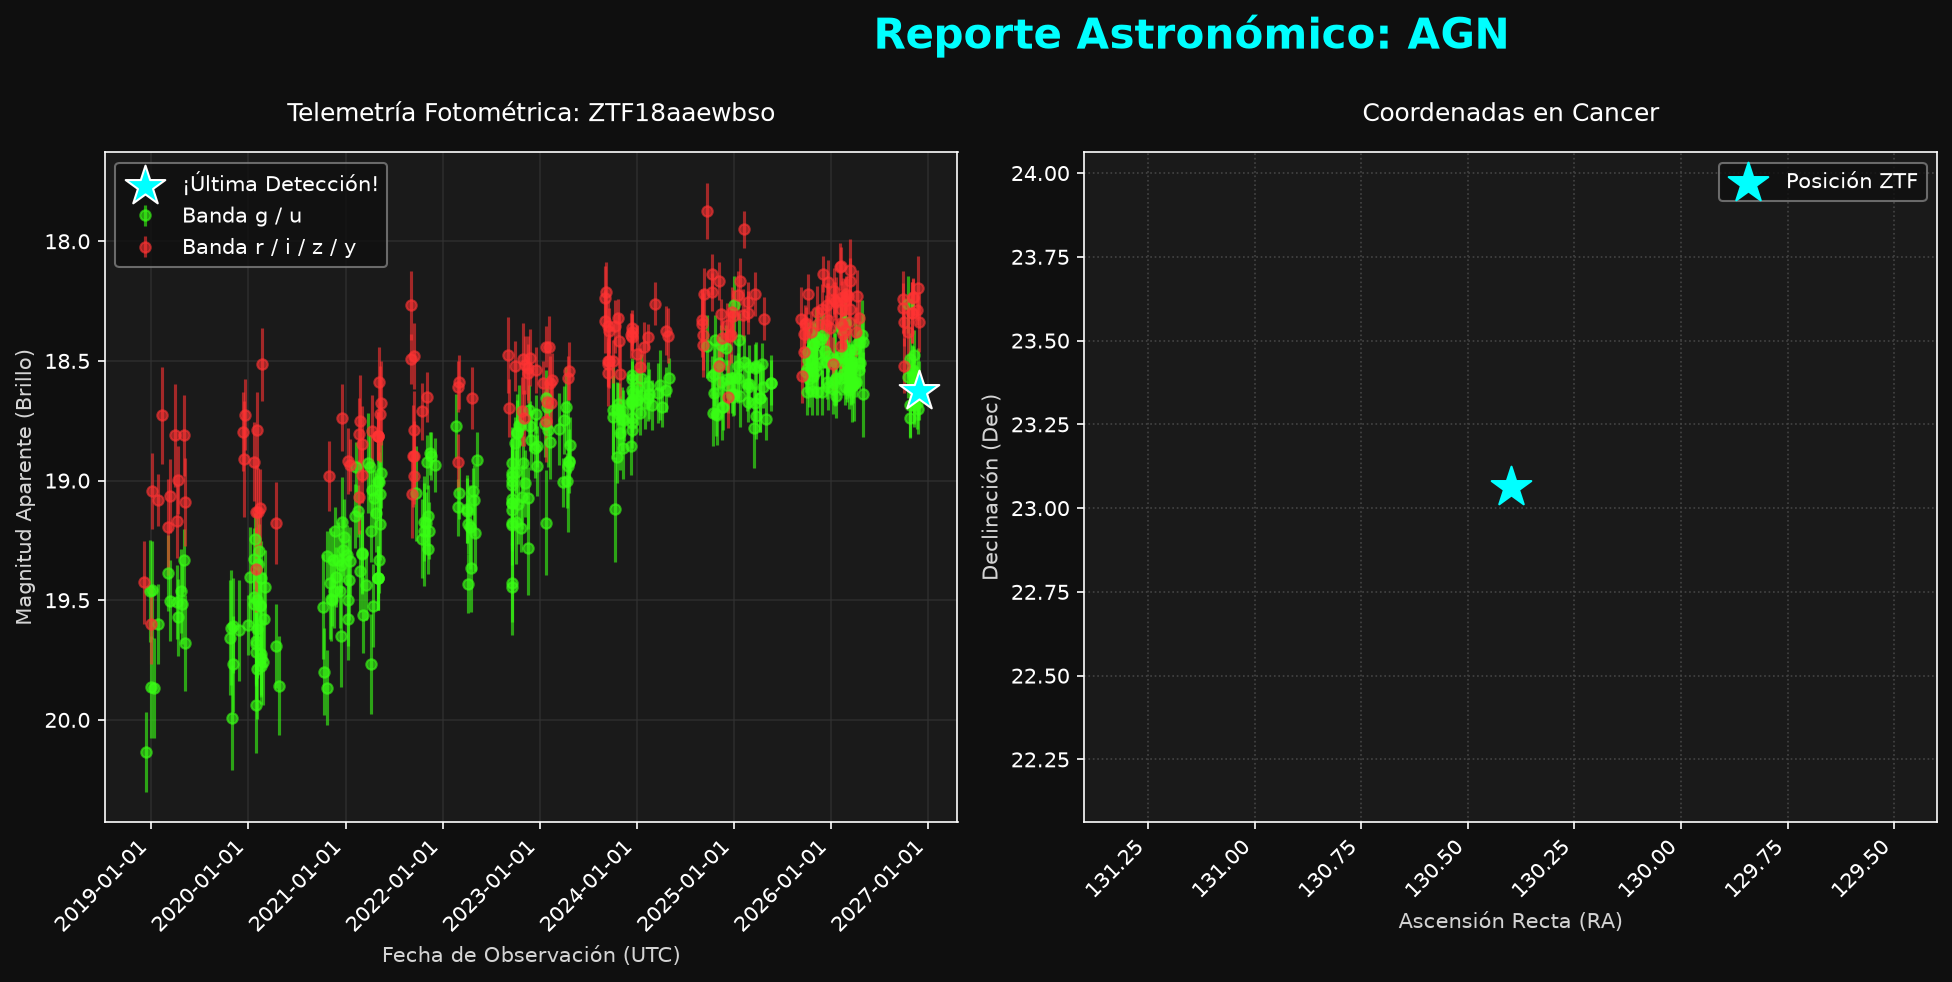 Reporte Astronómico: AGN
Telemetría Fotométrica: ZTF18aaewbso
¡Última Detección!
Banda g / u
Banda r / i / z / y
Magnitud Aparente (Brillo)
18.0
18.5
19.0
19.5
20.0
2019-01-01
2020-01-01
2021-01-01
2022-01-01
2023-01-01
2024-01-01
2025-01-01
2026-01-01
2027-01-01
Fecha de Observación (UTC)
Coordenadas en Cancer
Posición ZTF
Declinación (Dec)
24.00
23.75
23.50
23.25
23.00
22.75
22.50
22.25
131.25
131.00
130.75
130.50
130.25
130.00
129.75
129.50
Ascensión Recta (RA)